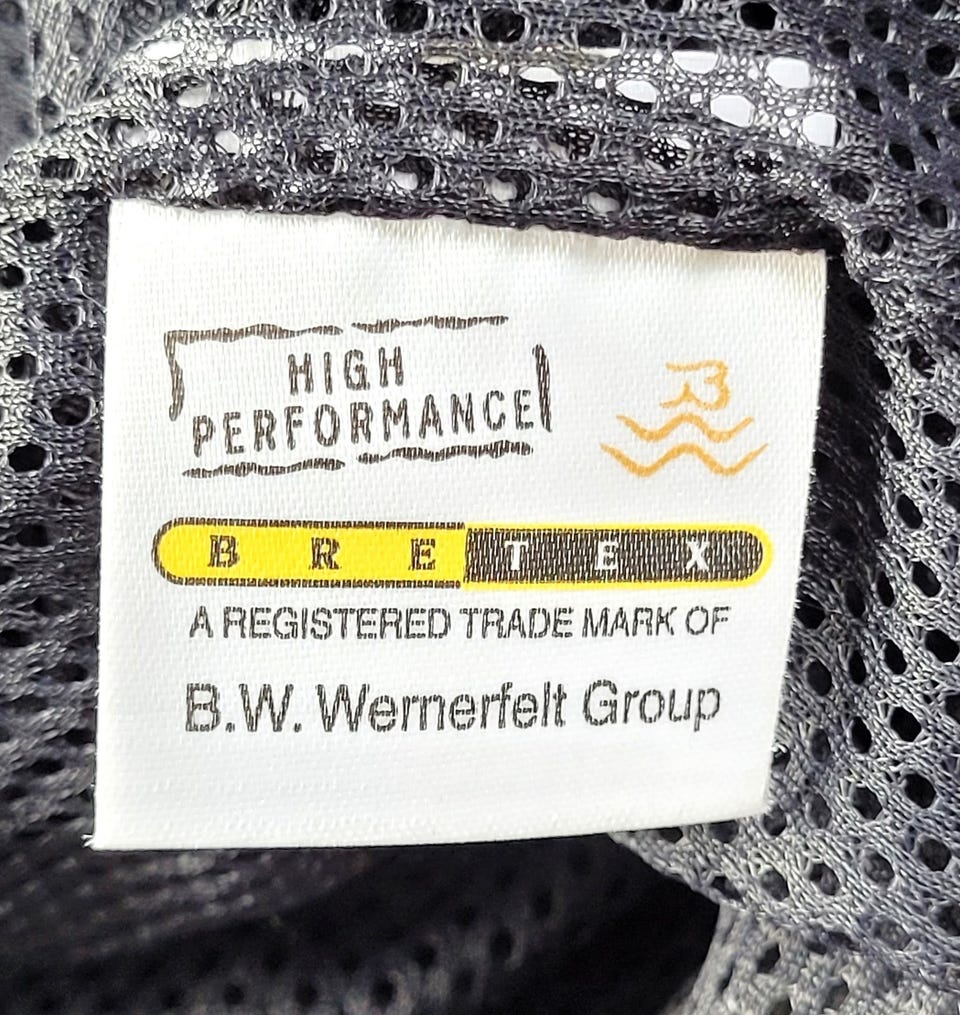 HIGH
PERFORMANCE
B
BRETEX
A REGISTERED TRADE MARK OF
B.W. Wernerfelt Group